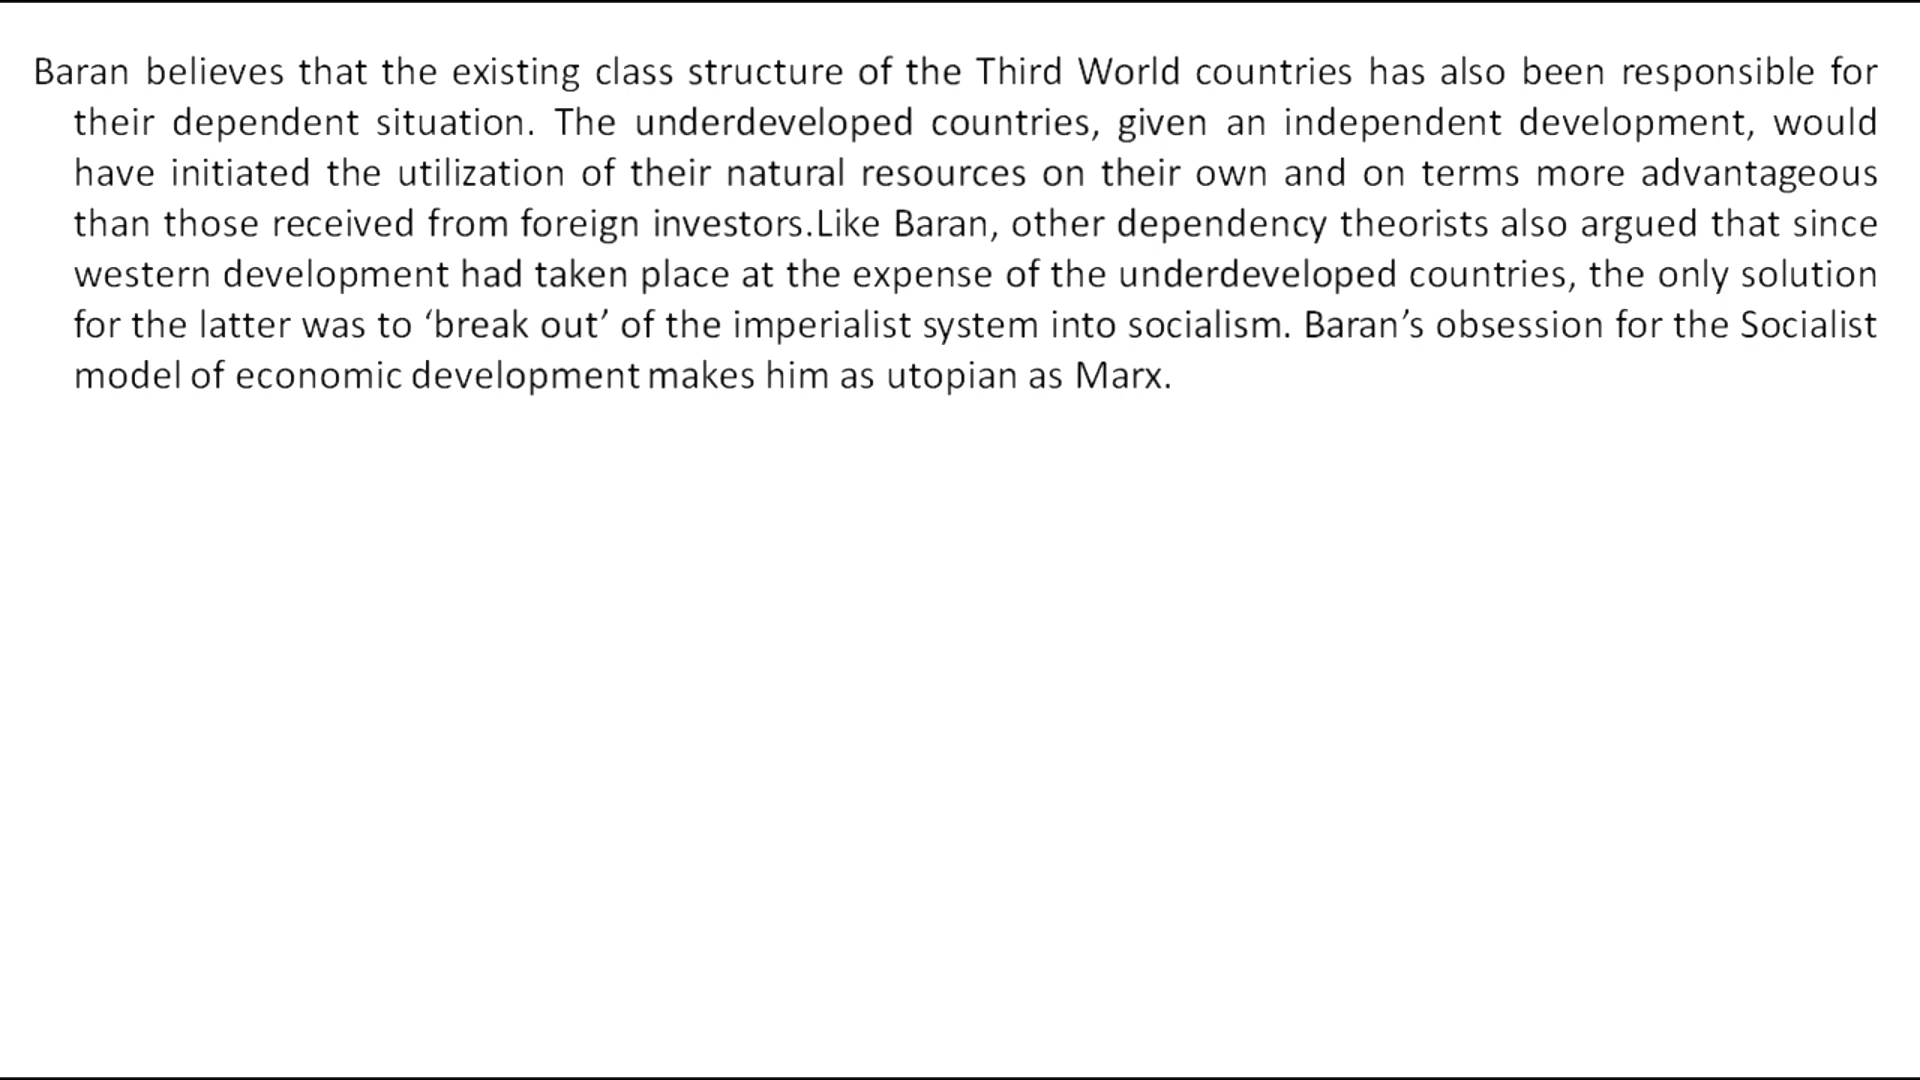 Baran believes that the existing class structure of the Third World countries has also been responsible for
their dependent situation. The underdeveloped countries, given an independent development, would
have initiated the utilization of their natural resources on their own and on terms more advantageous
than those received from foreign investors.Like Baran, other dependency theorists also argued that since
western development had taken place at the expense of the underdeveloped countries, the only solution
for the latter was to ‘break out’ of the imperialist system into socialism. Baran’s obsession for the Socialist
model of economic development makes him as utopian as Marx.